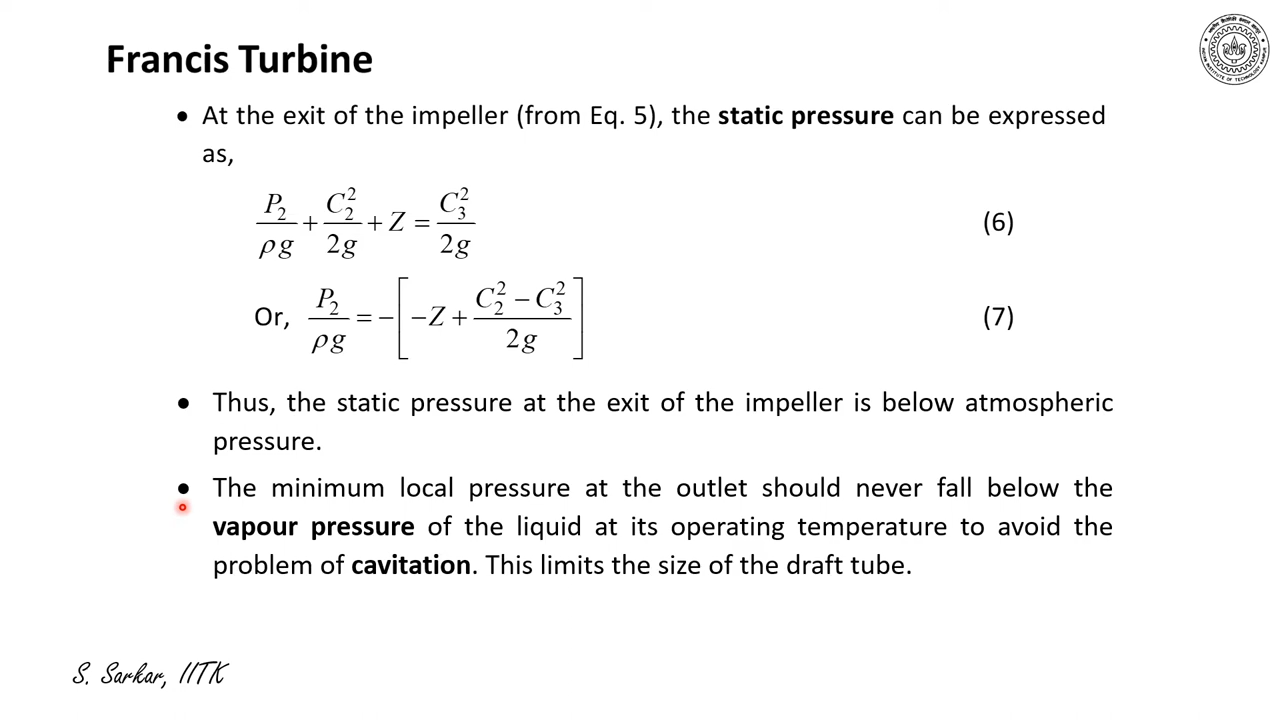 Francis Turbine
• At the exit of the impeller (from Eq. 5), the static pressure can be expressed
as,
P₂/ρg + C₂²/2g + Z = C₃²/2g (6)
Or, P₂/ρg = −[−Z + (C₂² − C₃²)/2g] (7)
• Thus, the static pressure at the exit of the impeller is below atmospheric
pressure.
• The minimum local pressure at the outlet should never fall below the
vapour pressure of the liquid at its operating temperature to avoid the
problem of cavitation. This limits the size of the draft tube.
S. Sarkar, IITK